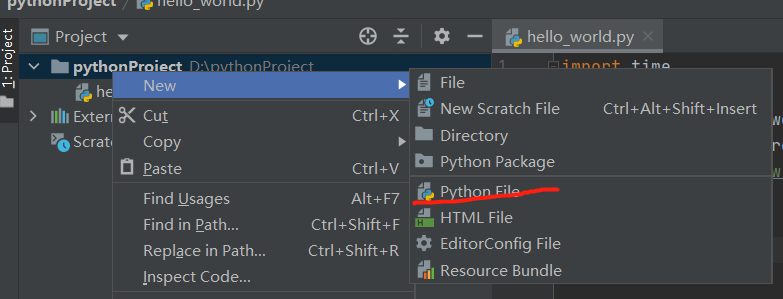 pythonProject / hello_world.py
1: Project
Project
hello_world.py
pythonProject D:\pythonProject
1
import time
he
New
File
Extern
Cut Ctrl+X
New Scratch File Ctrl+Alt+Shift+Insert
Scratc
Copy
Directory
Paste Ctrl+V
Python Package
Find Usages Alt+F7
Python File
Find in Path... Ctrl+Shift+F
HTML File
Replace in Path... Ctrl+Shift+R
EditorConfig File
Inspect Code...
Resource Bundle